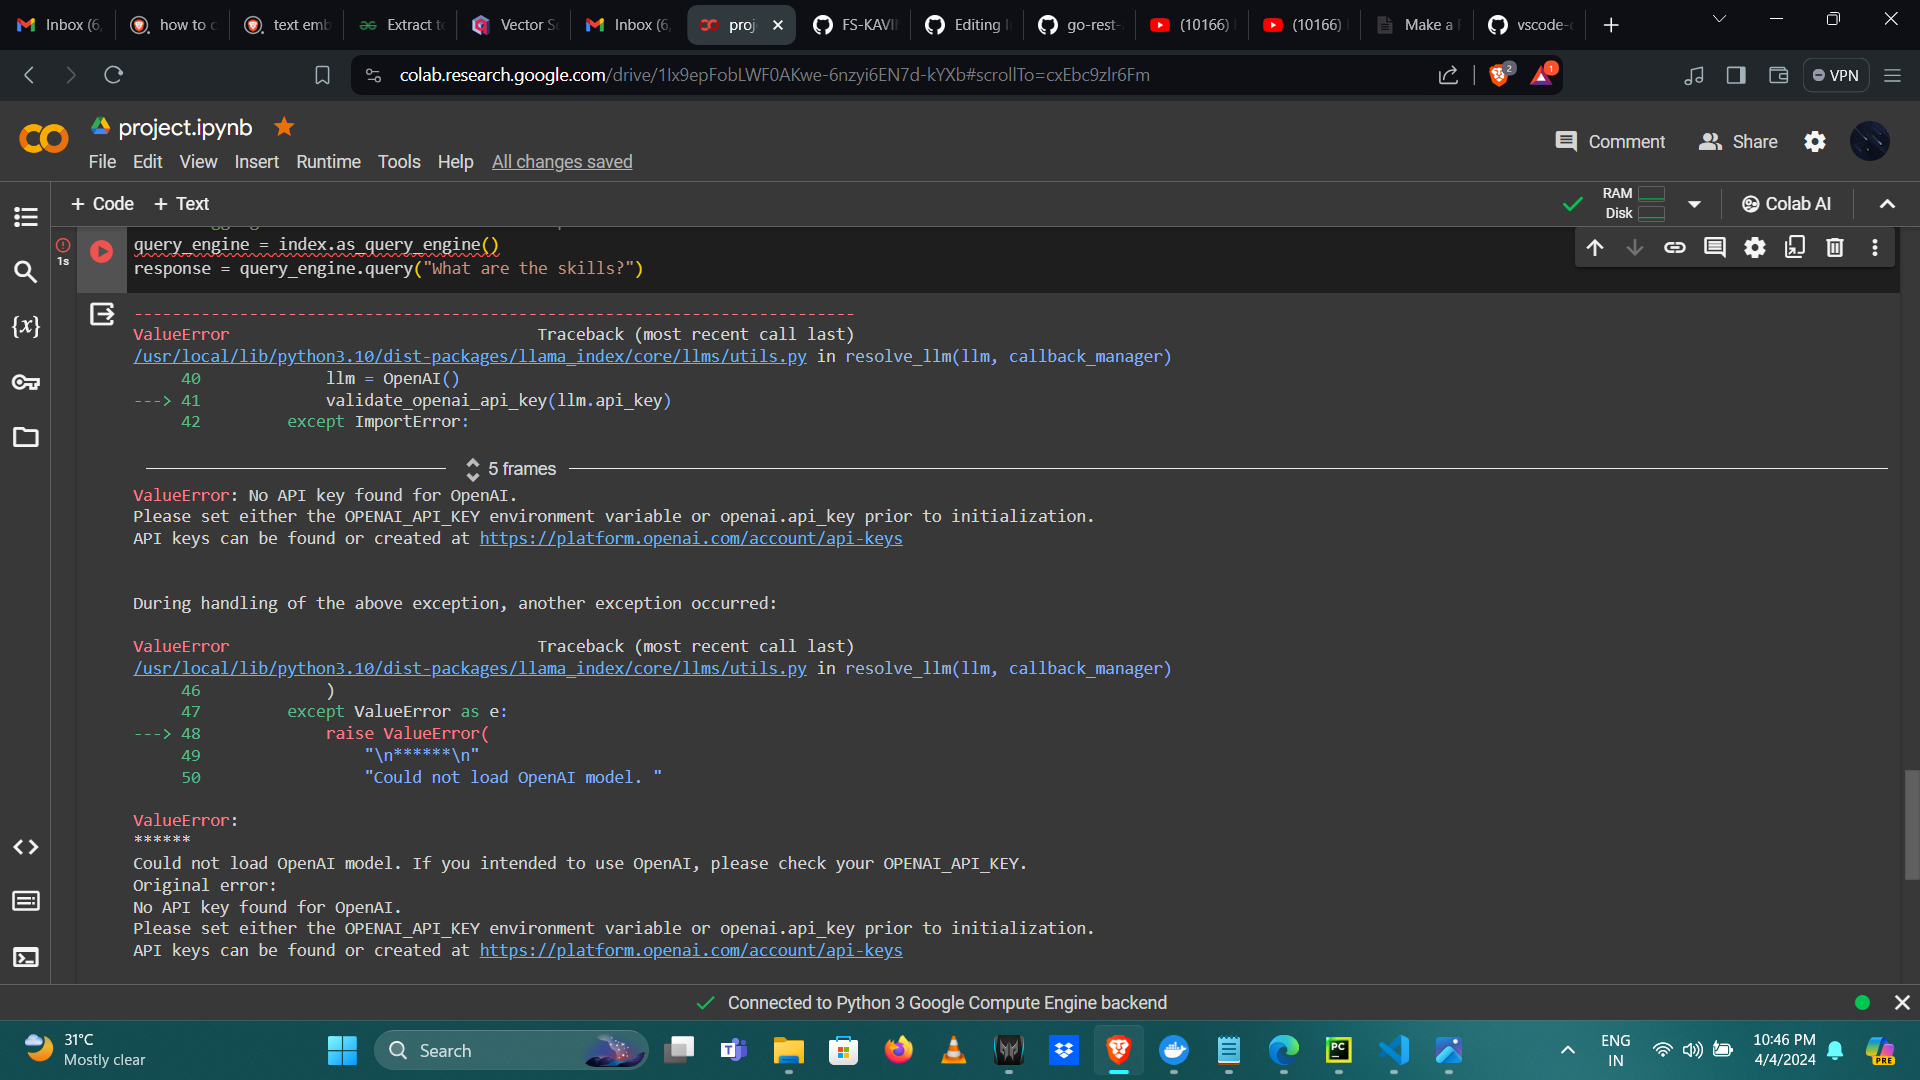 Inbox (6,
how to c
text emb
Extract te
Vector Se
Inbox (6,
proj
FS-KAVI
Editing
go-rest-
(10166)
(10166)
Make a
vscode-
colab.research.google.com/drive/1Ix9epFobLWF0AKwe-6nzyi6EN7d-kYXb#scrollTo=cxEbc9zlr6Fm
2
1
VPN
project.ipynb
File Edit View Insert Runtime Tools Help All changes saved
Comment
Share
+ Code + Text
RAM
Disk
Colab AI
1s
query_engine = index.as_query_engine()
response = query_engine.query("What are the skills?")
---------------------------------------------------------------------------
ValueError Traceback (most recent call last)
/usr/local/lib/python3.10/dist-packages/llama_index/core/llms/utils.py in resolve_llm(llm, callback_manager)
40 llm = OpenAI()
---> 41 validate_openai_api_key(llm.api_key)
42 except ImportError:
5 frames
ValueError: No API key found for OpenAI.
Please set either the OPENAI_API_KEY environment variable or openai.api_key prior to initialization.
API keys can be found or created at https://platform.openai.com/account/api-keys
During handling of the above exception, another exception occurred:
ValueError Traceback (most recent call last)
/usr/local/lib/python3.10/dist-packages/llama_index/core/llms/utils.py in resolve_llm(llm, callback_manager)
46 )
47 except ValueError as e:
---> 48 raise ValueError(
49 "\n******\n"
50 "Could not load OpenAI model. "
ValueError:
******
Could not load OpenAI model. If you intended to use OpenAI, please check your OPENAI_API_KEY.
Original error:
No API key found for OpenAI.
Please set either the OPENAI_API_KEY environment variable or openai.api_key prior to initialization.
API keys can be found or created at https://platform.openai.com/account/api-keys
Connected to Python 3 Google Compute Engine backend
31°C
Mostly clear
Search
ENG
IN
10:46 PM
4/4/2024
PRE